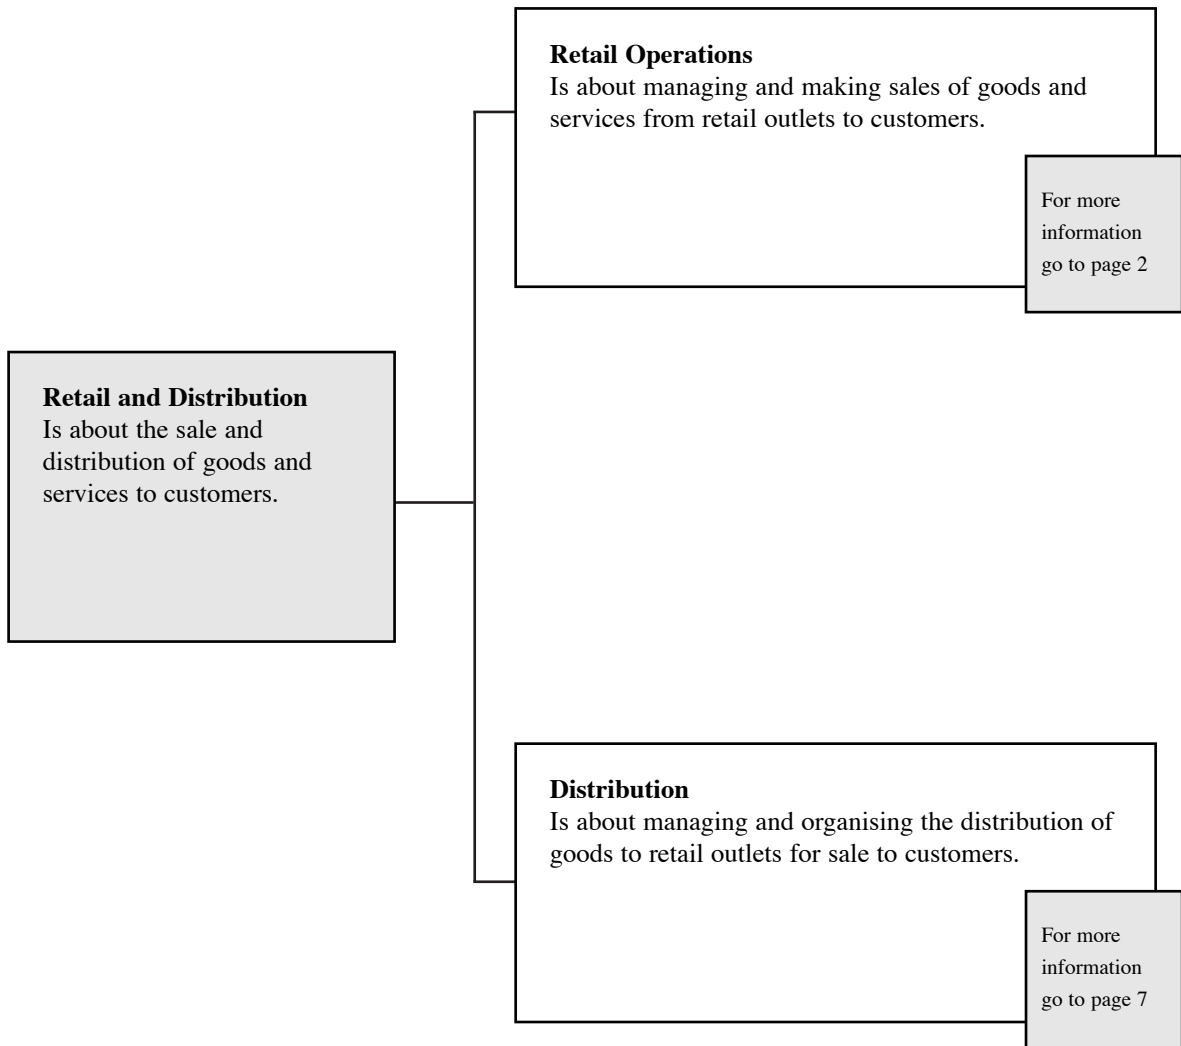 Retail Operations
Is about managing and making sales of goods and
services from retail outlets to customers.
For more
information
go to page 2
Retail and Distribution
Is about the sale and
distribution of goods and
services to customers.
Distribution
Is about managing and organising the distribution of
goods to retail outlets for sale to customers.
For more
information
go to page 7